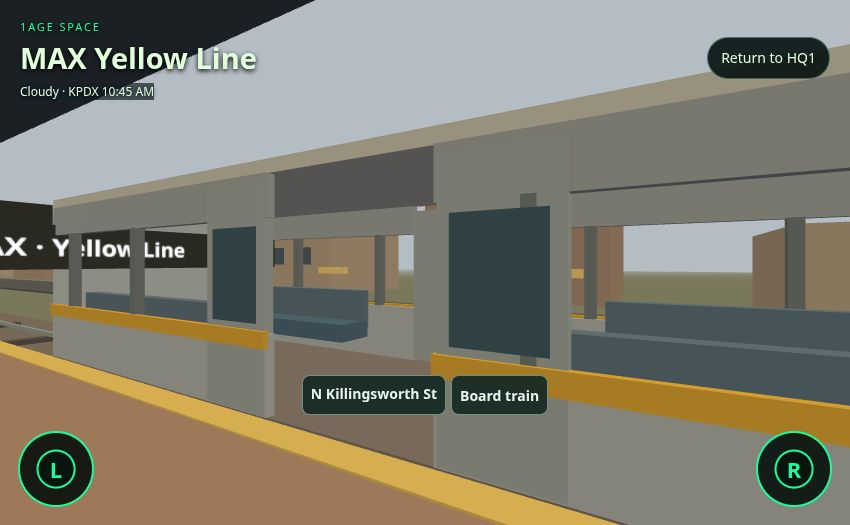 1AGE SPACE
MAX Yellow Line
Cloudy · KPDX 10:45 AM
Return to HQ1
AX · Yellow Line
N Killingsworth St
Board train
L
R